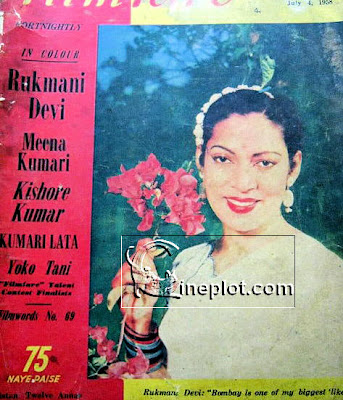 July 4, 1958
FORTNIGHTLY
IN COLOUR
Rukmani
Devi
Meena
Kumari
Kishore
Kumar
KUMARI LATA
Yoko Tani
"Filmfare" Talent
Contest Finalists
Filmwords No. 69
Cineplot.com
75
NAYE PAISE
Twelve Annas
Rukmani Devi: "Bombay is one of my biggest 'like